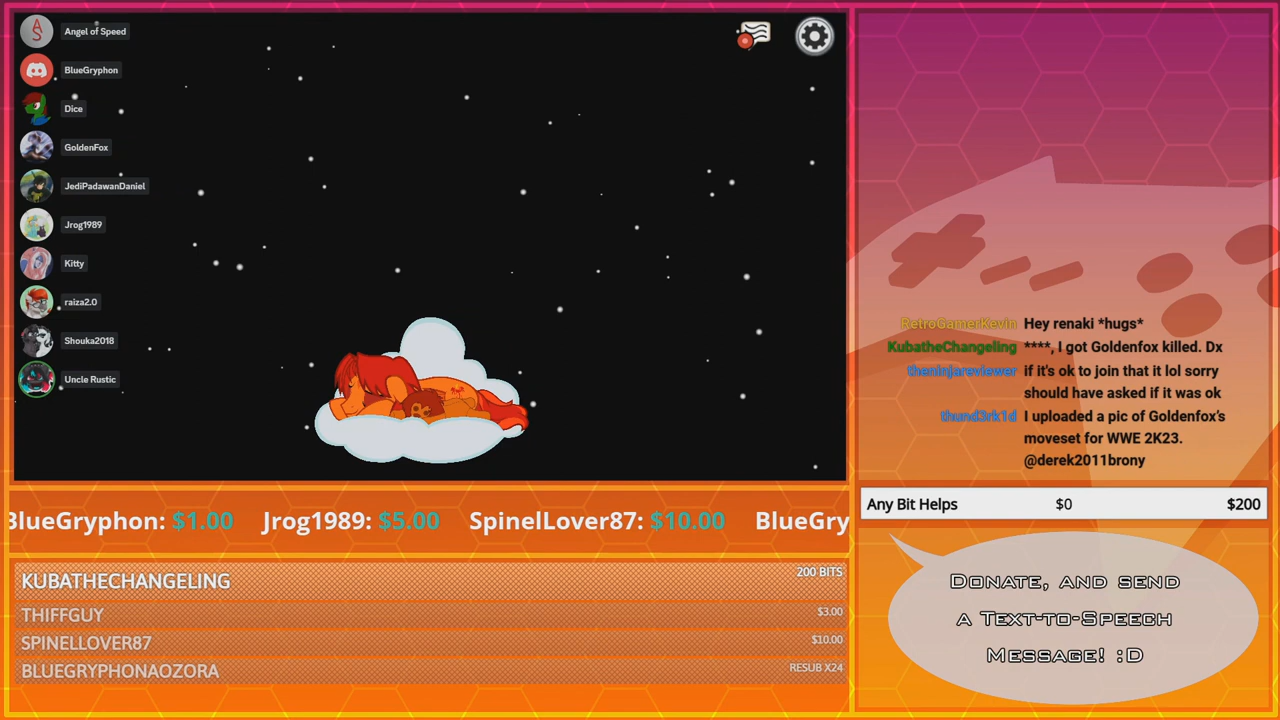 Angel of Speed
BlueGryphon
Dice
GoldenFox
JediPadawanDaniel
Jrog1989
Kitty
raiza2.0
Shouka2018
Uncle Rustic
RetroGamerKevin Hey renaki *hugs*
KubatheChangeling ****, I got Goldenfox killed. Dx
theninjareviewer if it's ok to join that it lol sorry
should have asked if it was ok
thund3rk1d I uploaded a pic of Goldenfox's
moveset for WWE 2K23.
@derek2011brony
Any Bit Helps $0 $200
BlueGryphon: $1.00 Jrog1989: $5.00 SpinelLover87: $10.00 BlueGry
KUBATHECHANGELING 200 BITS
THIFFGUY $3.00
SPINELLOVER87 $10.00
BLUEGRYPHONAOZORA RESUB X24
Donate, and send
a Text-to-Speech
Message! :D